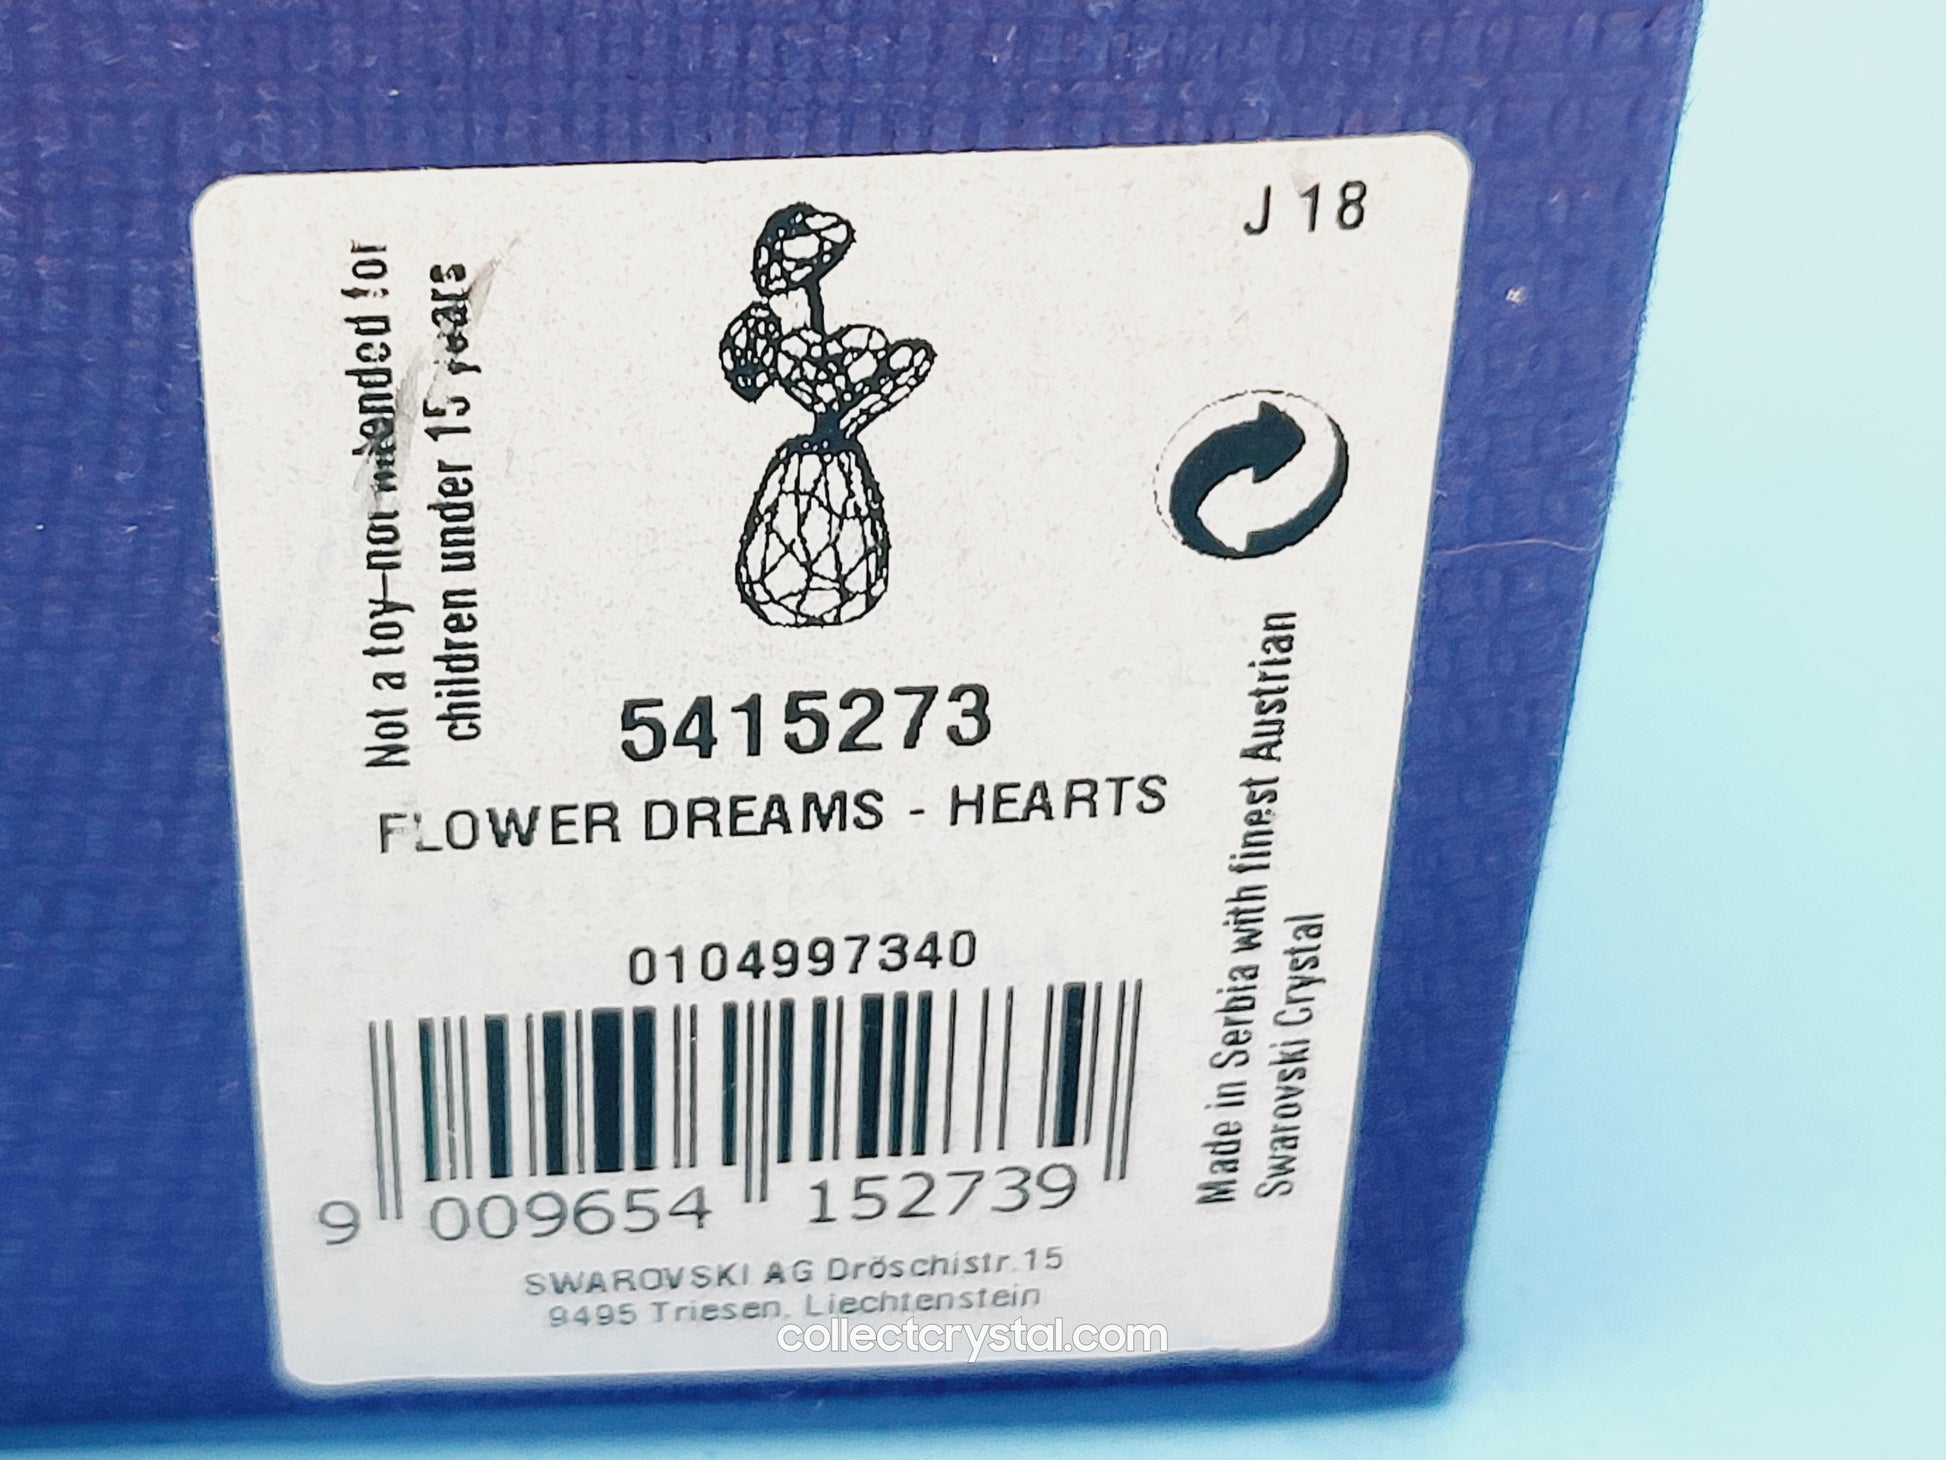 J 18
Not a toy–not intended for
children under 15 years
5415273
FLOWER DREAMS - HEARTS
Made in Serbia with finest Austrian
Swarovski Crystal
0104997340
9 009654 152739
SWAROVSKI AG Dröschistr.15
9495 Triesen, Liechtenstein
collectcrystal.com